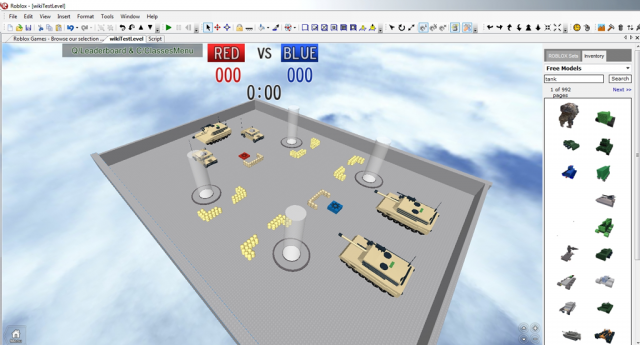 Roblox - [wikiTestLevel]
File Edit View Insert Format Tools Window Help
Roblox Games - Browse our selection ... wikiTestLevel Script
Q:Leaderboard & C:ClassesMenu
RED VS BLUE
000 000
0:00
ROBLOX Sets Inventory
Free Models
tank Search
1 of 992 Next >>
pages